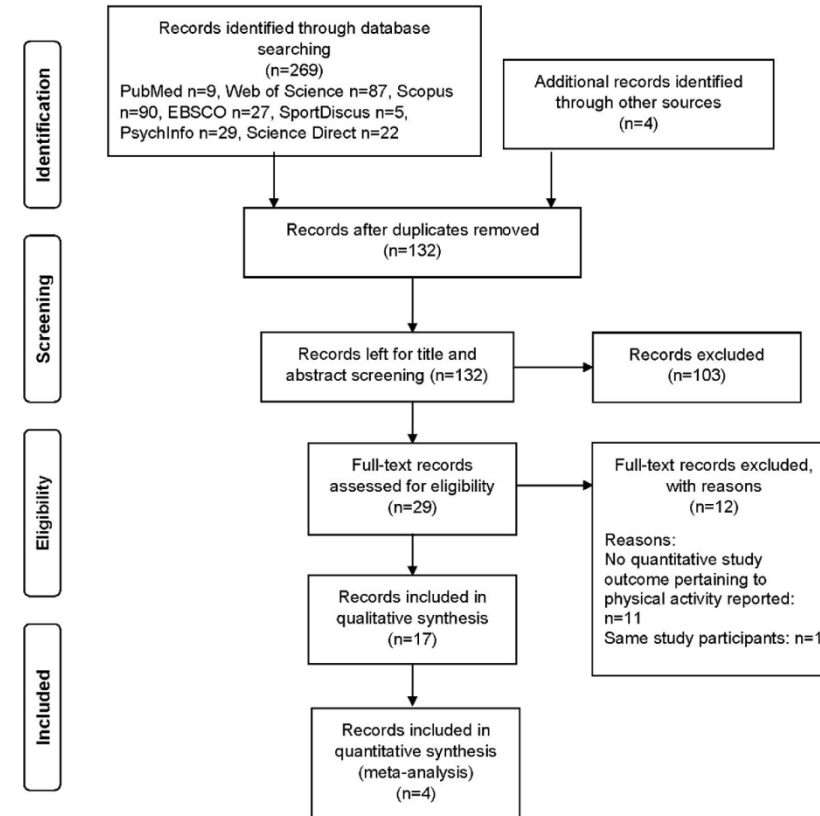 Identification
Records identified through database
searching
(n=269)
PubMed n=9, Web of Science n=87, Scopus
n=90, EBSCO n=27, SportDiscus n=5,
PsychInfo n=29, Science Direct n=22
Additional records identified
through other sources
(n=4)
Records after duplicates removed
(n=132)
Screening
Records left for title and
abstract screening (n=132)
Records excluded
(n=103)
Eligibility
Full-text records
assessed for eligibility
(n=29)
Full-text records excluded,
with reasons
(n=12)
Reasons:
No quantitative study
outcome pertaining to
physical activity reported:
n=11
Same study participants: n=1
Records included in
qualitative synthesis
(n=17)
Included
Records included in
quantitative synthesis
(meta-analysis)
(n=4)